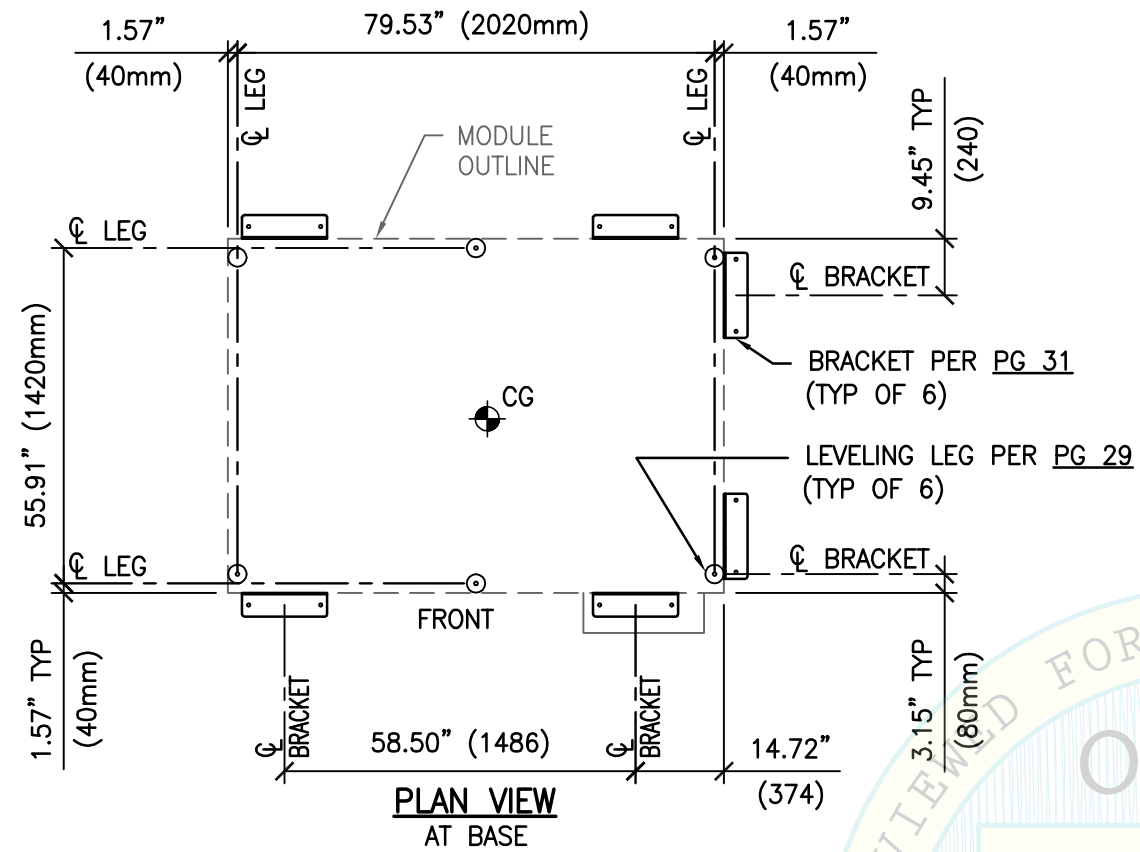 1.57” 79.53” (2020mm) 1.57”
(40mm) (40mm)
℄ LEG
℄ LEG
9.45” TYP
(240)
MODULE
OUTLINE
℄ LEG
℄ BRACKET
55.91” (1420mm)
BRACKET PER PG 31
(TYP OF 6)
CG
LEVELING LEG PER PG 29
(TYP OF 6)
℄ LEG
℄ BRACKET
FRONT
1.57” TYP
(40mm)
℄
BRACKET
58.50” (1486)
℄
BRACKET
14.72”
(374)
3.15” TYP
(80mm)
PLAN VIEW
AT BASE
FOR